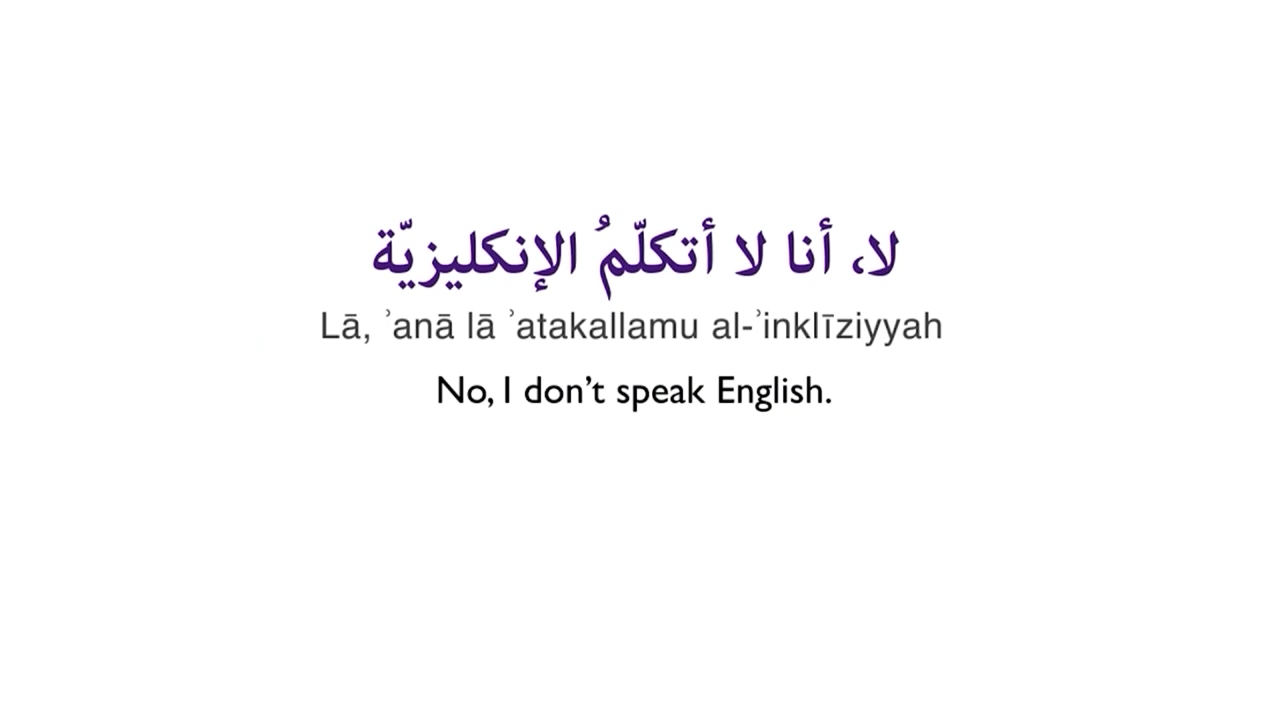 لا، أنا لا أتكلّمُ الإنكليزيّة
Lā, ʾanā lā ʾatakallamu al-ʾinklīziyyah
No, I don’t speak English.